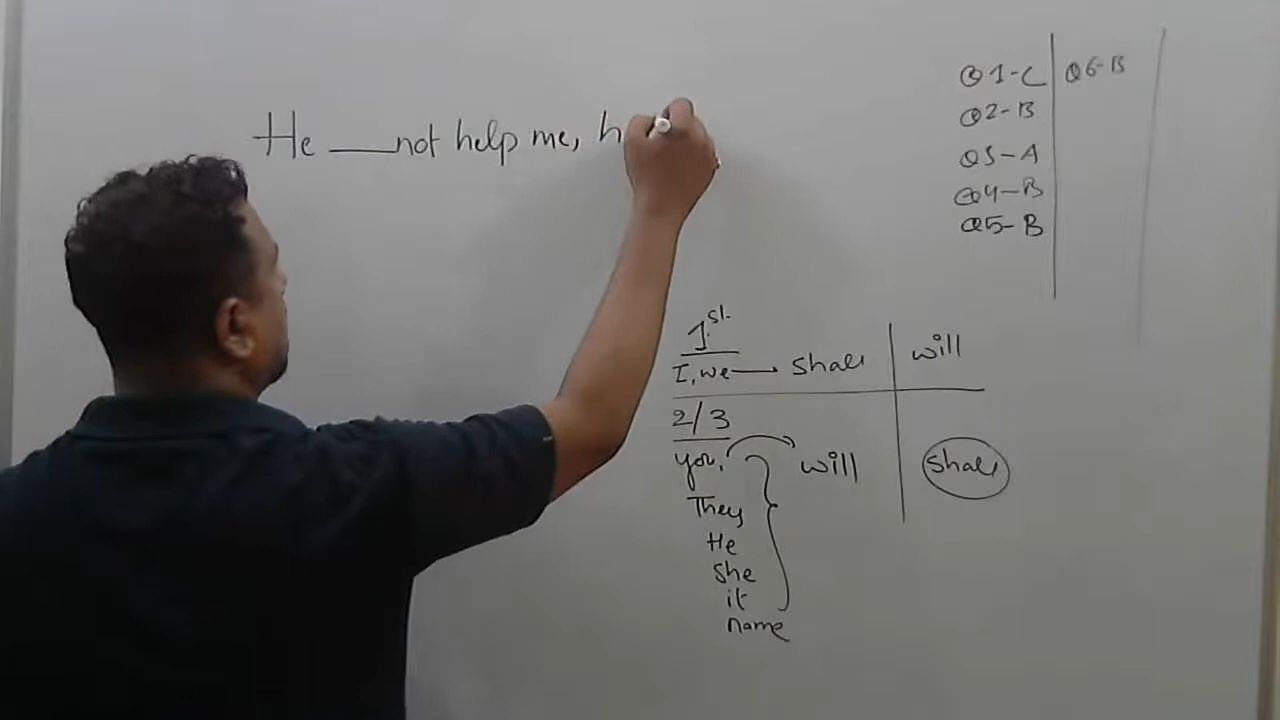 He ___ not help me, h
Q1-C Q6-B
Q2-B
Q3-A
Q4-B
Q5-B
1st.
I, we → shall will
2/3
you, will shall
They
He
she
it
name